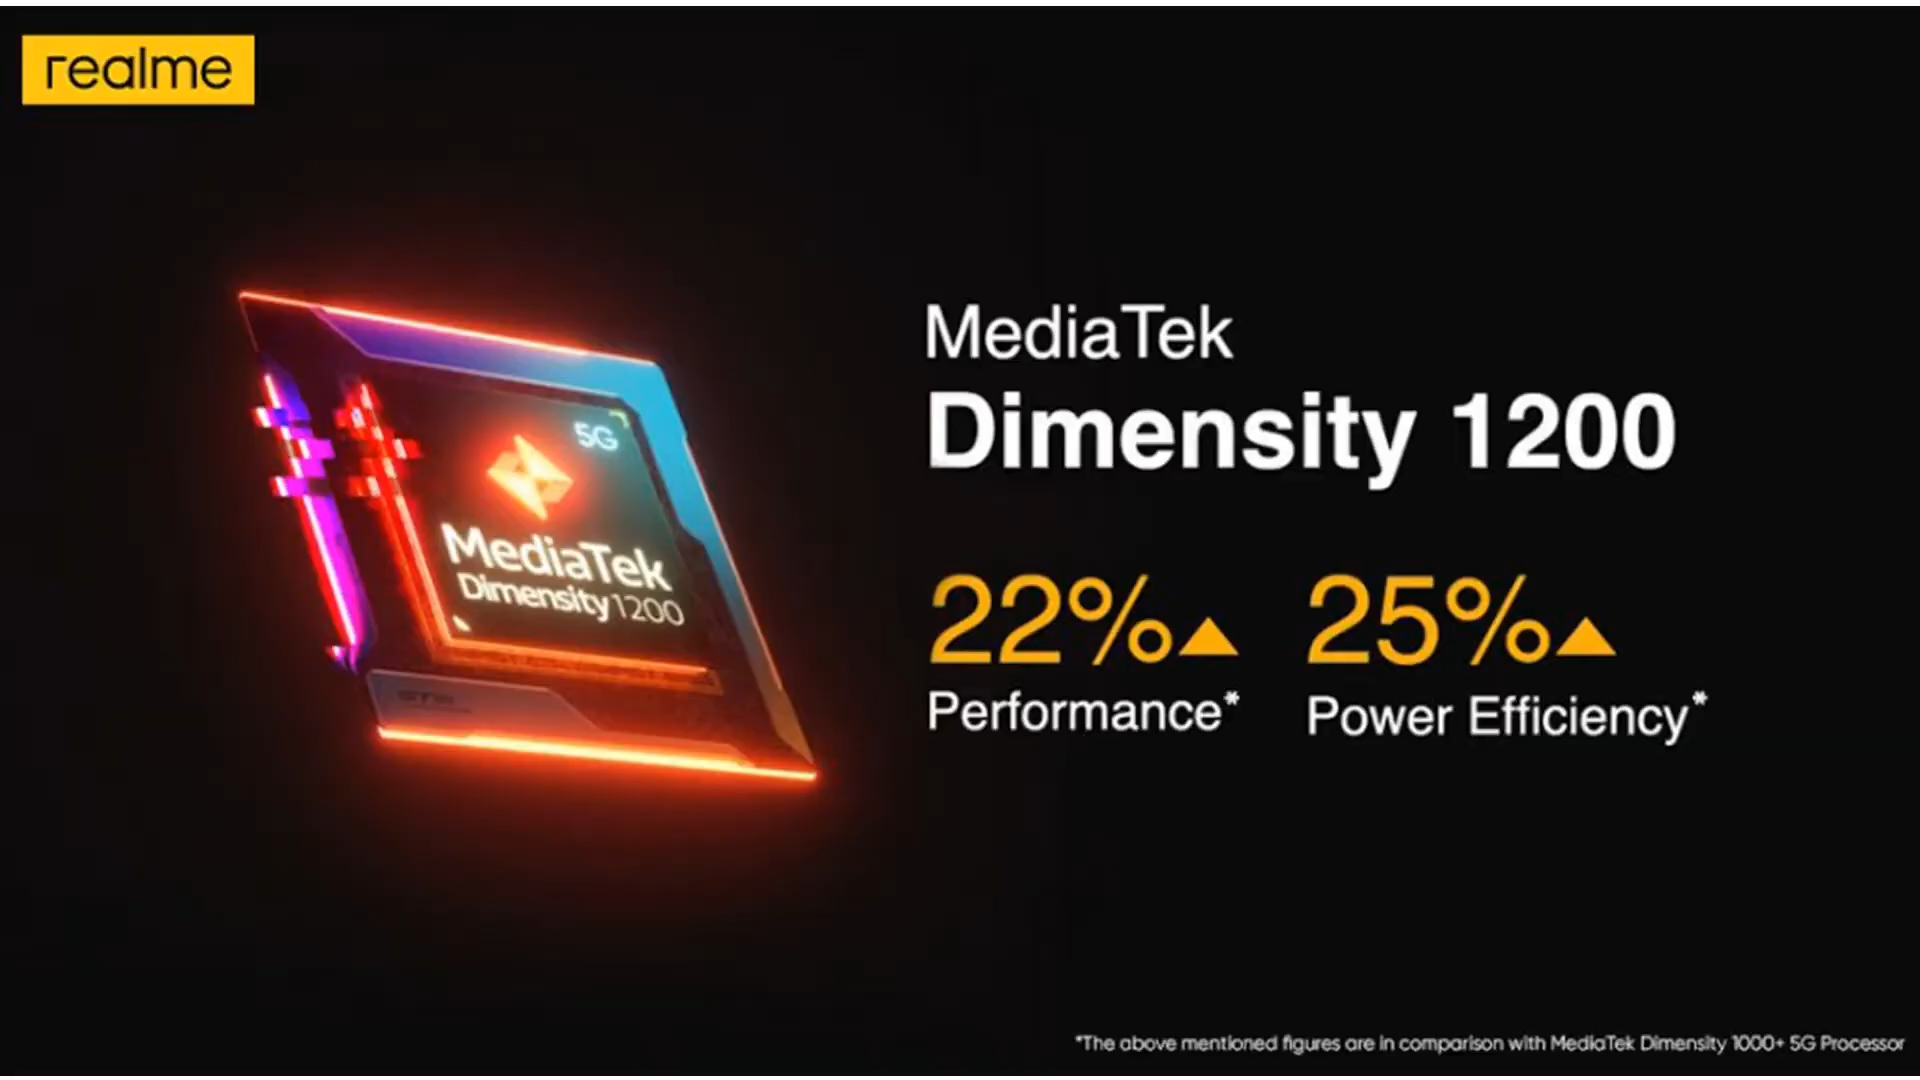 realme
5G
MediaTek
Dimensity 1200
MediaTek
Dimensity 1200
22% 25%
Performance* Power Efficiency*
*The above mentioned figures are in comparison with MediaTek Dimensity 1000+ 5G Processor